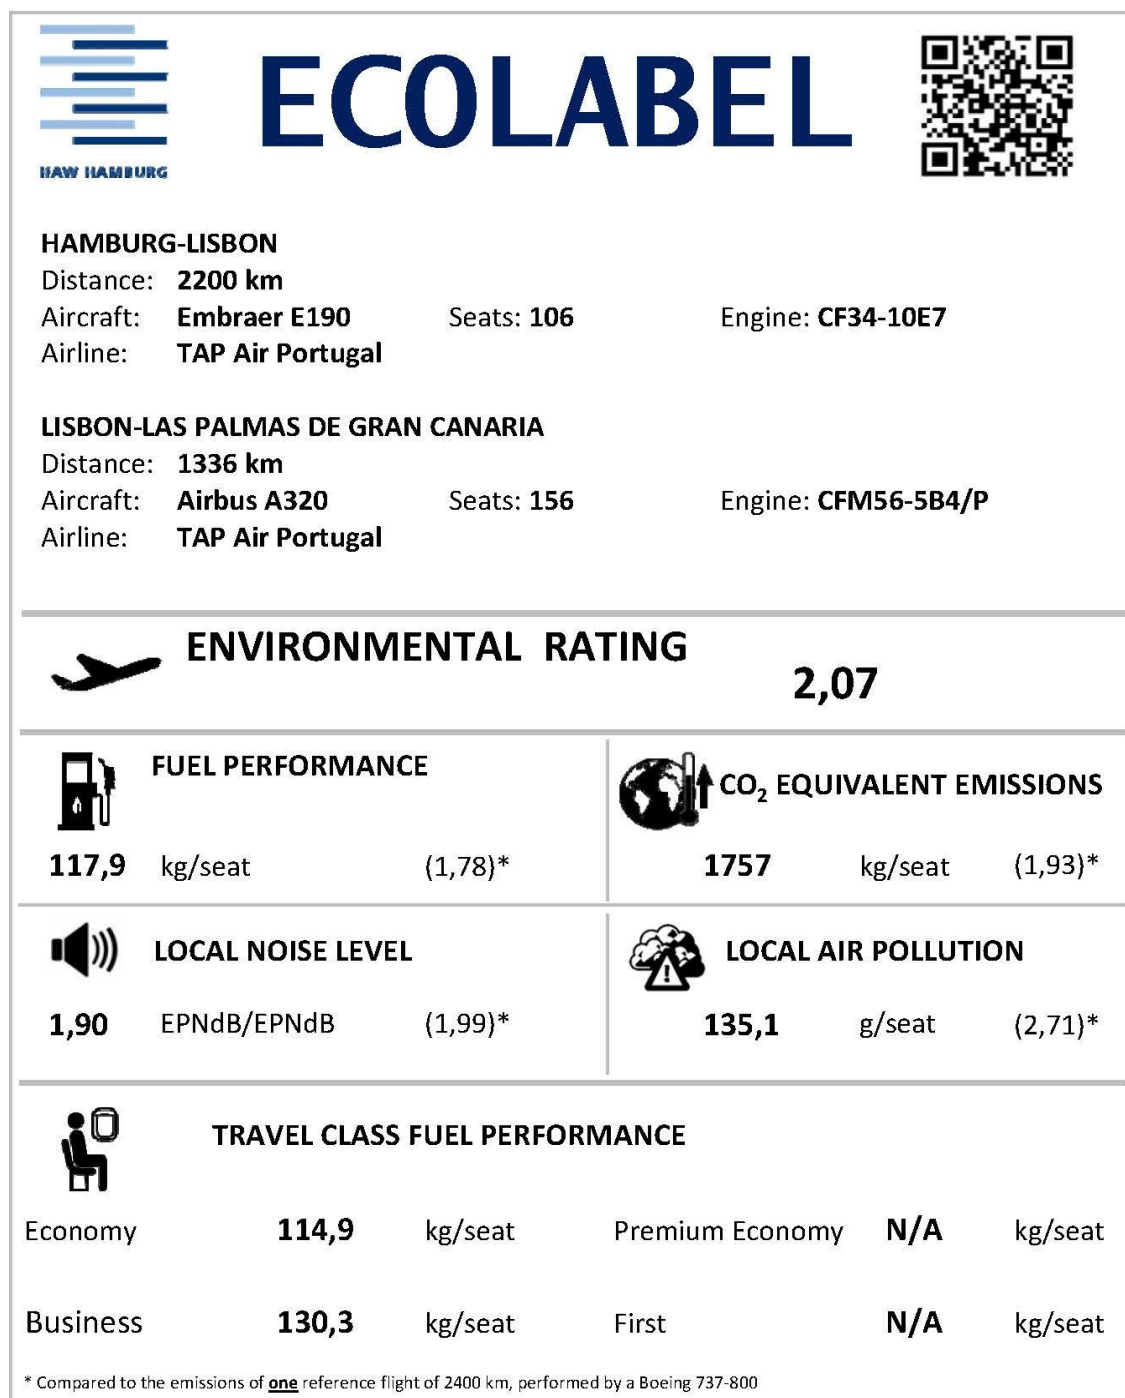 HAW HAMBURG
ECOLABEL
HAMBURG-LISBON
Distance: 2200 km
Aircraft: Embraer E190 Seats: 106 Engine: CF34-10E7
Airline: TAP Air Portugal
LISBON-LAS PALMAS DE GRAN CANARIA
Distance: 1336 km
Aircraft: Airbus A320 Seats: 156 Engine: CFM56-5B4/P
Airline: TAP Air Portugal
ENVIRONMENTAL RATING
2,07
FUEL PERFORMANCE
117,9 kg/seat (1,78)*
CO₂ EQUIVALENT EMISSIONS
1757 kg/seat (1,93)*
LOCAL NOISE LEVEL
1,90 EPNdB/EPNdB (1,99)*
LOCAL AIR POLLUTION
135,1 g/seat (2,71)*
TRAVEL CLASS FUEL PERFORMANCE
Economy 114,9 kg/seat Premium Economy N/A kg/seat
Business 130,3 kg/seat First N/A kg/seat
* Compared to the emissions of one reference flight of 2400 km, performed by a Boeing 737-800